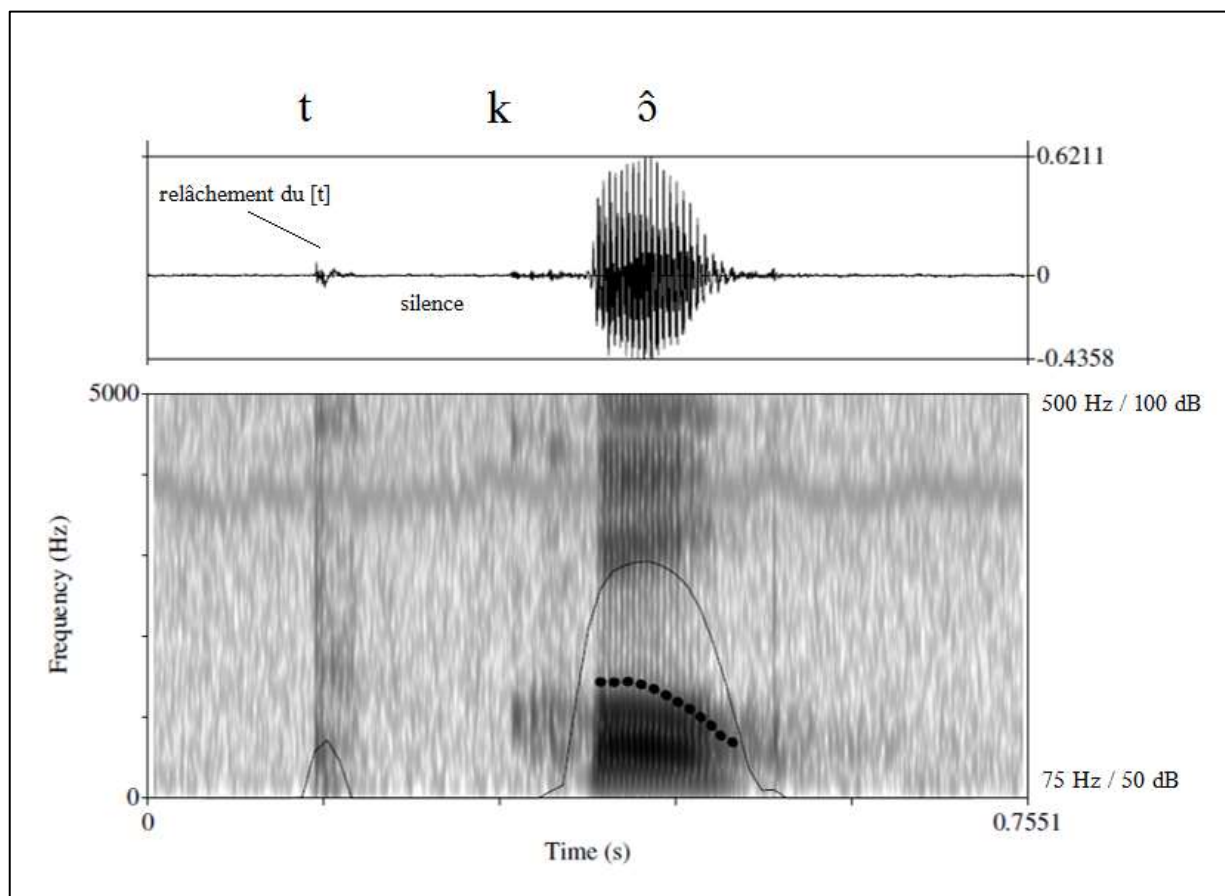 t k ɔ̂
0.6211
relâchement du [t]
0
silence
-0.4358
5000
500 Hz / 100 dB
Frequency (Hz)
75 Hz / 50 dB
0
0 0.7551
Time (s)